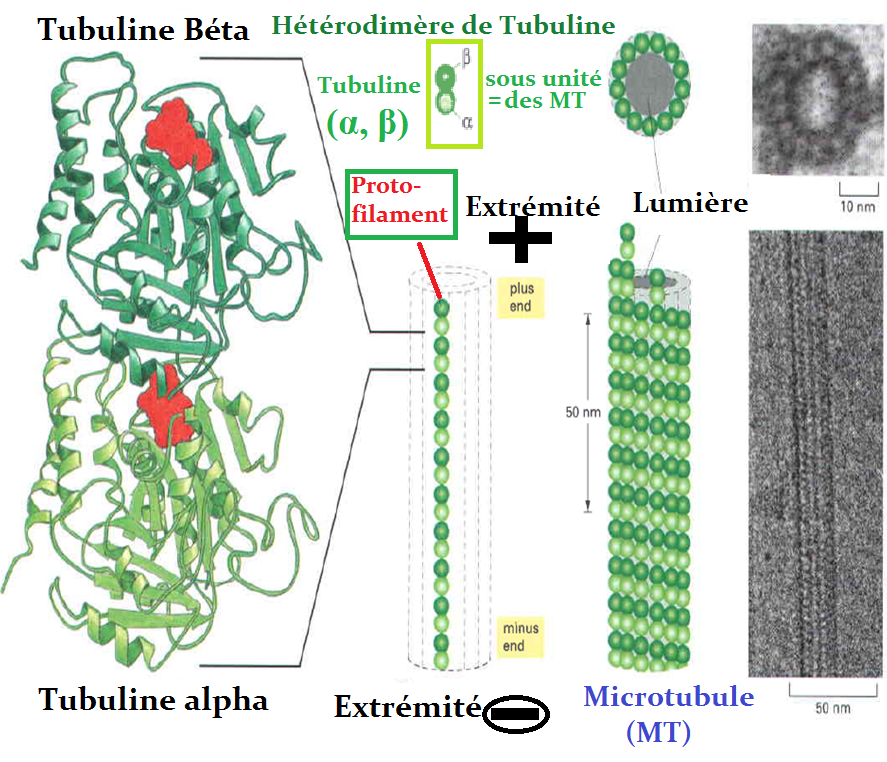 Tubuline Béta
Hétérodimère de Tubuline
Tubuline
(α, β)
β
α
sous unité
= des MT
Proto-
filament
Extrémité
+
Lumière
10 nm
plus
end
50 nm
minus
end
Tubuline alpha
Extrémité −
Microtubule
(MT)
50 nm